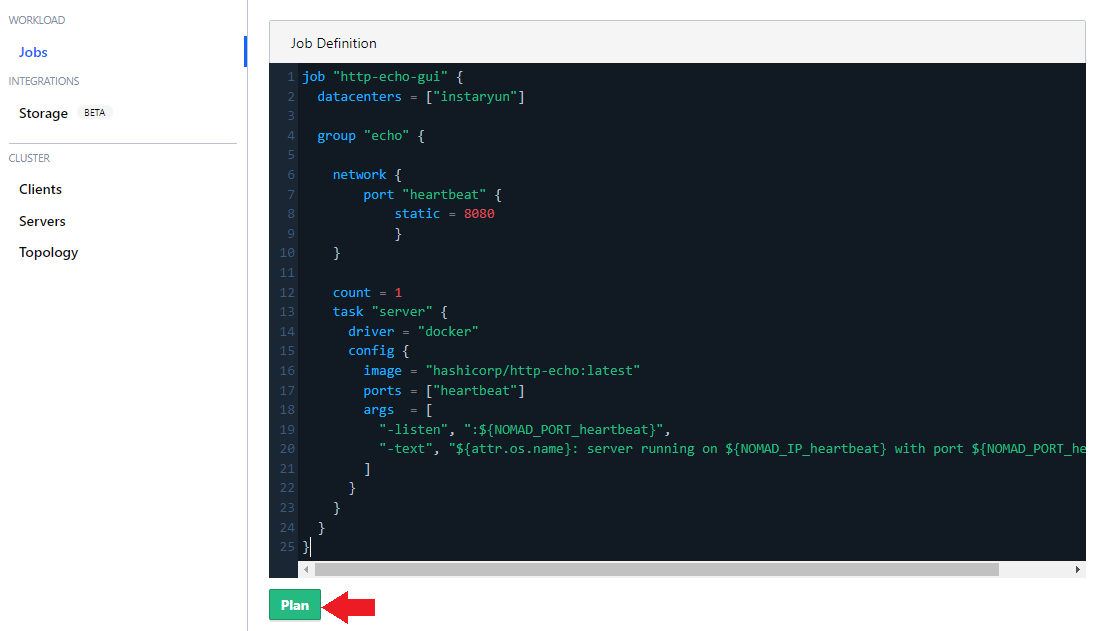 WORKLOAD
Jobs
INTEGRATIONS
Storage BETA
CLUSTER
Clients
Servers
Topology
Job Definition
1 job "http-echo-gui" {
2   datacenters = ["instaryun"]
3
4   group "echo" {
5
6     network {
7         port "heartbeat" {
8             static = 8080
9             }
10     }
11
12     count = 1
13     task "server" {
14       driver = "docker"
15       config {
16         image = "hashicorp/http-echo:latest"
17         ports = ["heartbeat"]
18         args  = [
19           "-listen", ":${NOMAD_PORT_heartbeat}",
20           "-text", "${attr.os.name}: server running on ${NOMAD_IP_heartbeat} with port ${NOMAD_PORT_he
21         ]
22       }
23     }
24   }
25 }
Plan